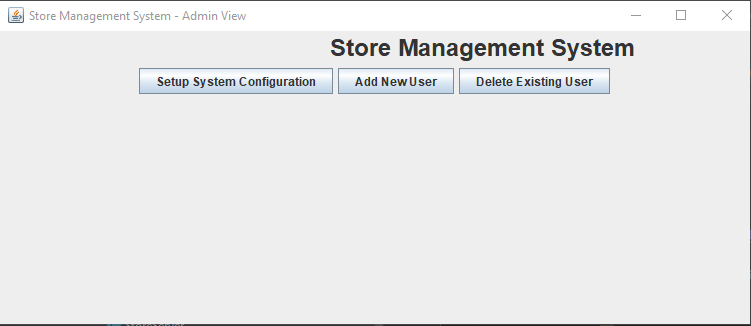 Store Management System - Admin View
Store Management System
Setup System Configuration Add New User Delete Existing User